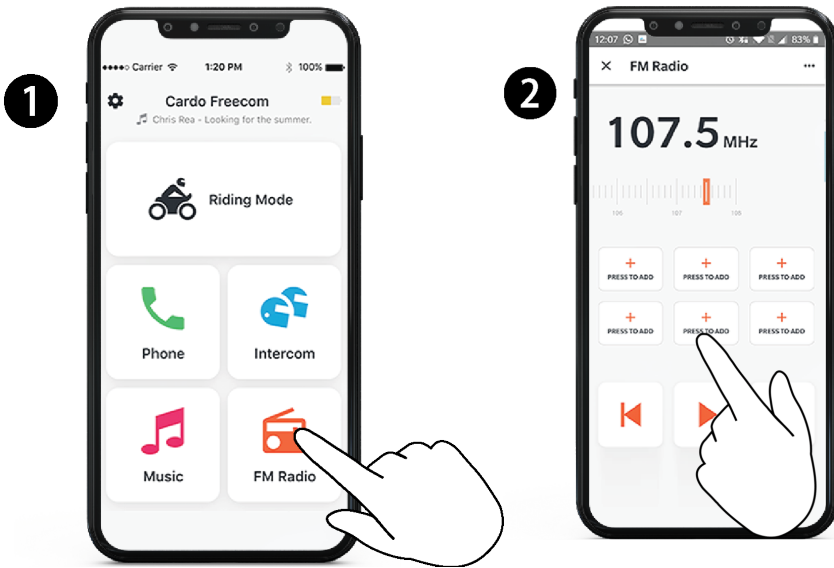 1
Carrier 1:20 PM 100%
Cardo Freecom
Chris Rea - Looking for the summer.
Riding Mode
Phone Intercom
Music FM Radio
2
12:07 83%
× FM Radio ...
107.5 MHz
106 107 105
+ + +
PRESS TO ADD PRESS TO ADD PRESS TO ADD
+ + +
PRESS TO ADD PRESS TO ADD PRESS TO ADD